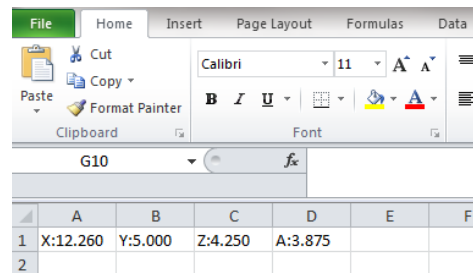 File Home Insert Page Layout Formulas Data
Cut
Calibri 11 A A
Copy
Paste
Format Painter
B I U A
Clipboard Font
G10 fx
A B C D E F
1 X:12.260 Y:5.000 Z:4.250 A:3.875
2